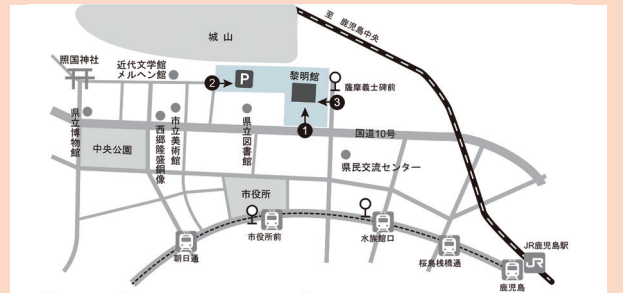 城山
至 鹿児島中央
照国神社
近代文学館
メルヘン館
2
P
黎明館
薩摩義士碑前
3
1
国道10号
県立博物館
中央公園
西郷隆盛銅像
市立美術館
県立図書館
県民交流センター
市役所
市役所前
水族館口
朝日通
桜島桟橋通
JR鹿児島駅
JR
鹿児島